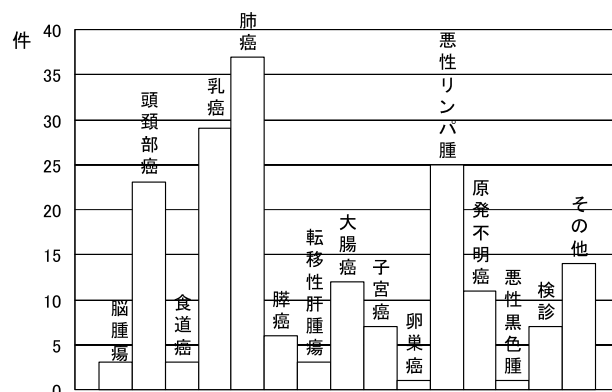 件
40
35
30
25
20
15
10
5
0
脳腫瘍
頭頚部癌
食道癌
乳癌
肺癌
膵癌
転移性肝腫瘍
大腸癌
子宮癌
卵巣癌
悪性リンパ腫
原発不明癌
悪性黒色腫
検診
その他